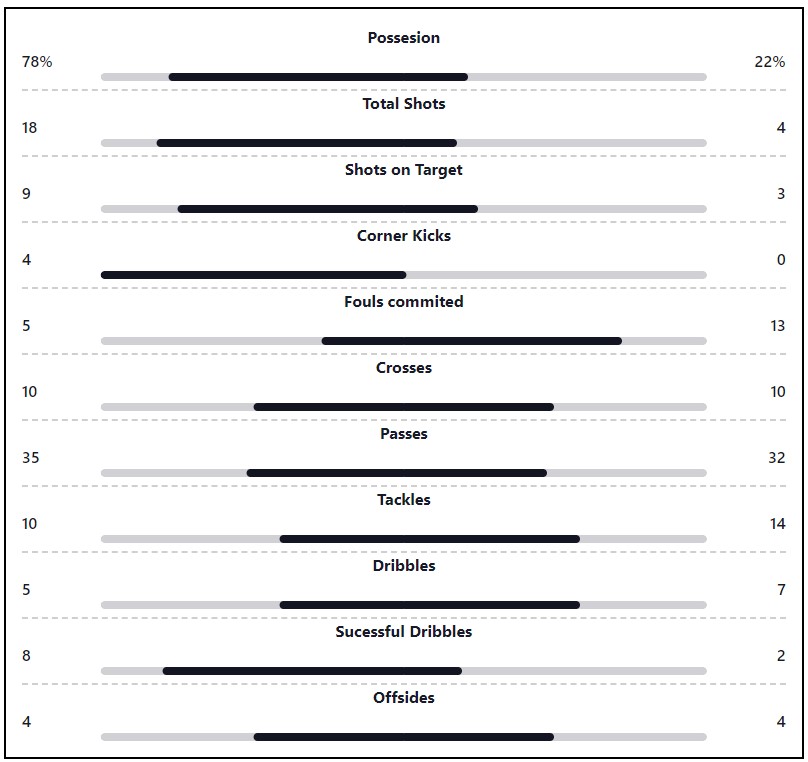 Possesion
78% 22%
Total Shots
18 4
Shots on Target
9 3
Corner Kicks
4 0
Fouls commited
5 13
Crosses
10 10
Passes
35 32
Tackles
10 14
Dribbles
5 7
Sucessful Dribbles
8 2
Offsides
4 4